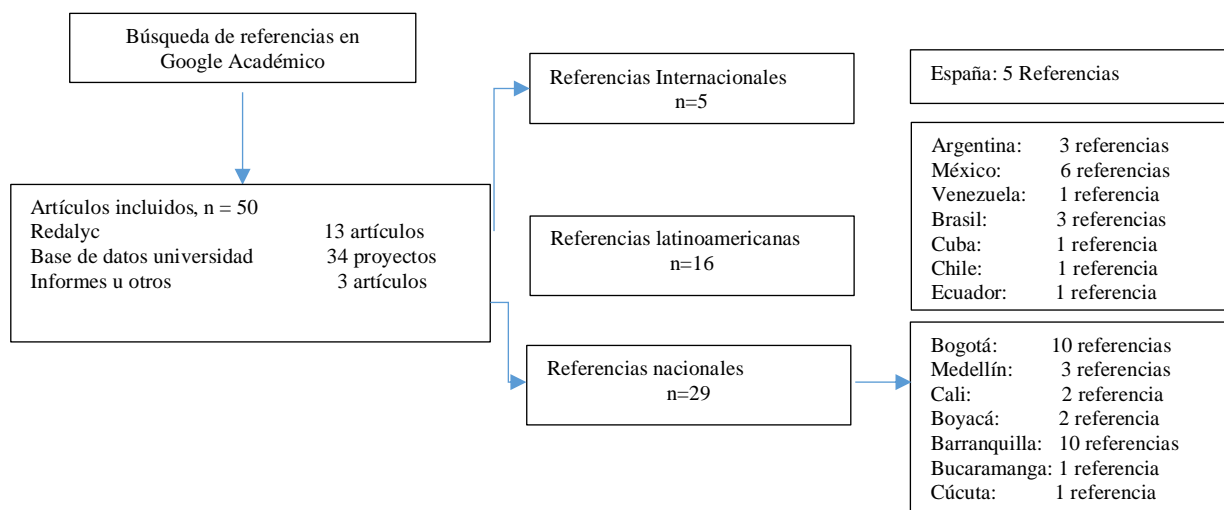 Búsqueda de referencias en
Google Académico
Artículos incluidos, n = 50
Redalyc 13 artículos
Base de datos universidad 34 proyectos
Informes u otros 3 artículos
Referencias Internacionales
n=5
Referencias latinoamericanas
n=16
Referencias nacionales
n=29
España: 5 Referencias
Argentina: 3 referencias
México: 6 referencias
Venezuela: 1 referencia
Brasil: 3 referencias
Cuba: 1 referencia
Chile: 1 referencia
Ecuador: 1 referencia
Bogotá: 10 referencias
Medellín: 3 referencias
Cali: 2 referencia
Boyacá: 2 referencia
Barranquilla: 10 referencias
Bucaramanga: 1 referencia
Cúcuta: 1 referencia